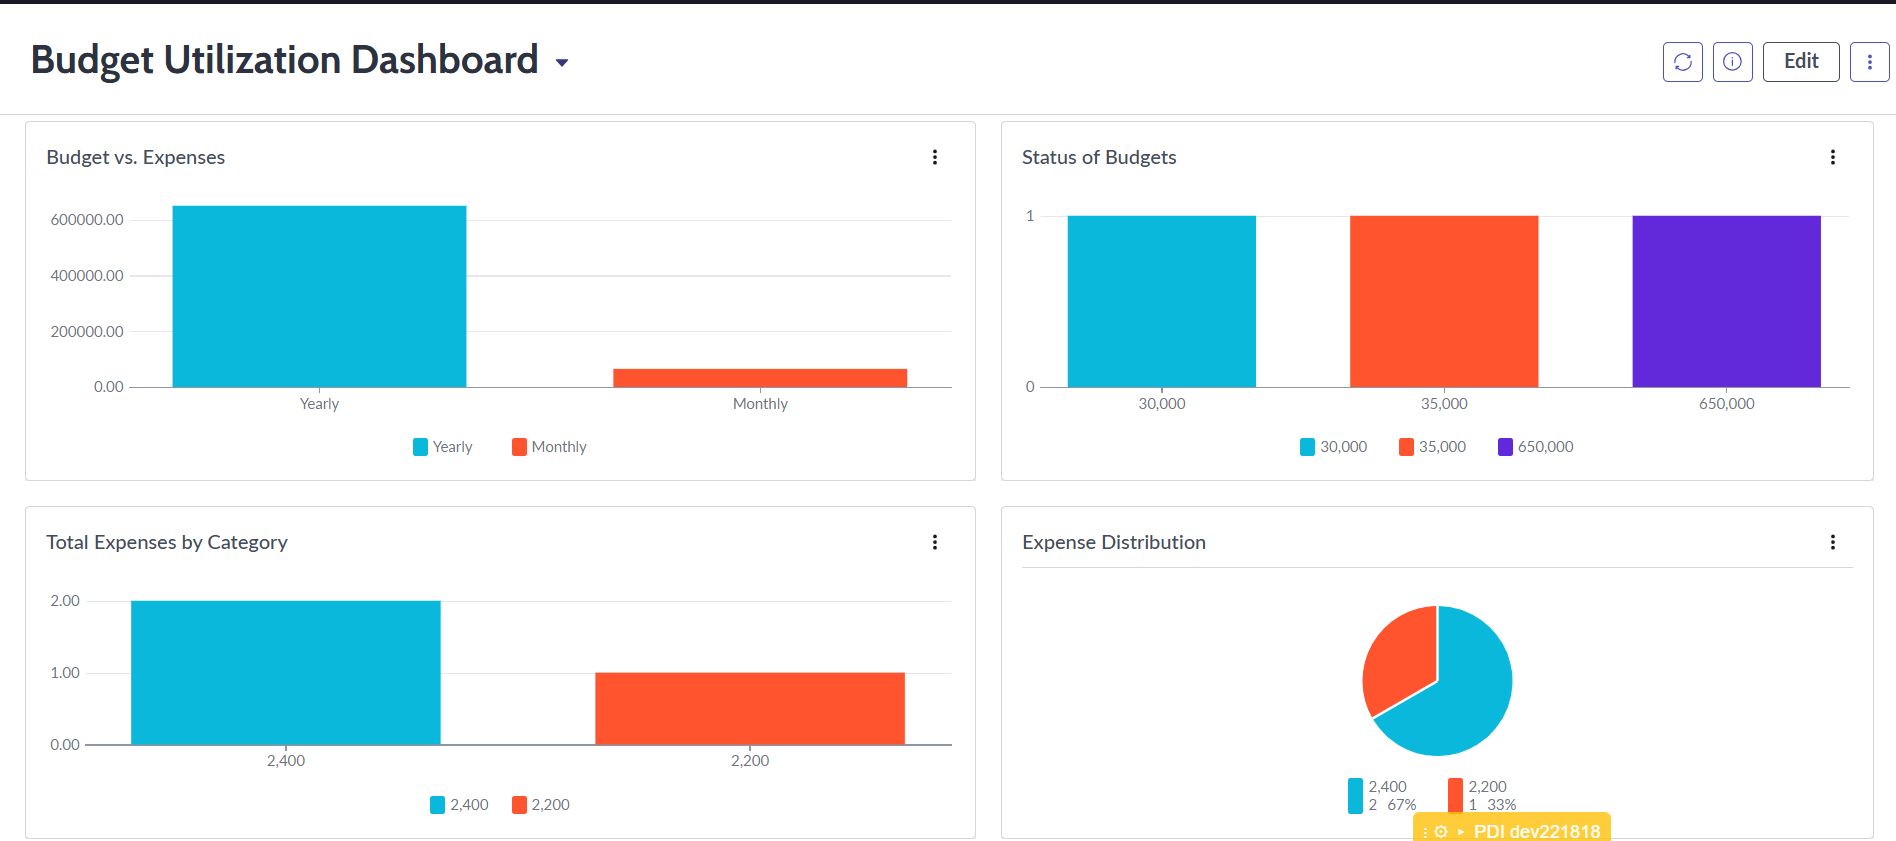 Budget Utilization Dashboard
Edit
Budget vs. Expenses
600000.00
400000.00
200000.00
0.00
Yearly Monthly
Yearly Monthly
Status of Budgets
1
0
30,000 35,000 650,000
30,000 35,000 650,000
Total Expenses by Category
2.00
1.00
0.00
2,400 2,200
2,400 2,200
Expense Distribution
2,400 2,200
2 67% 1 33%
PDI dev221818